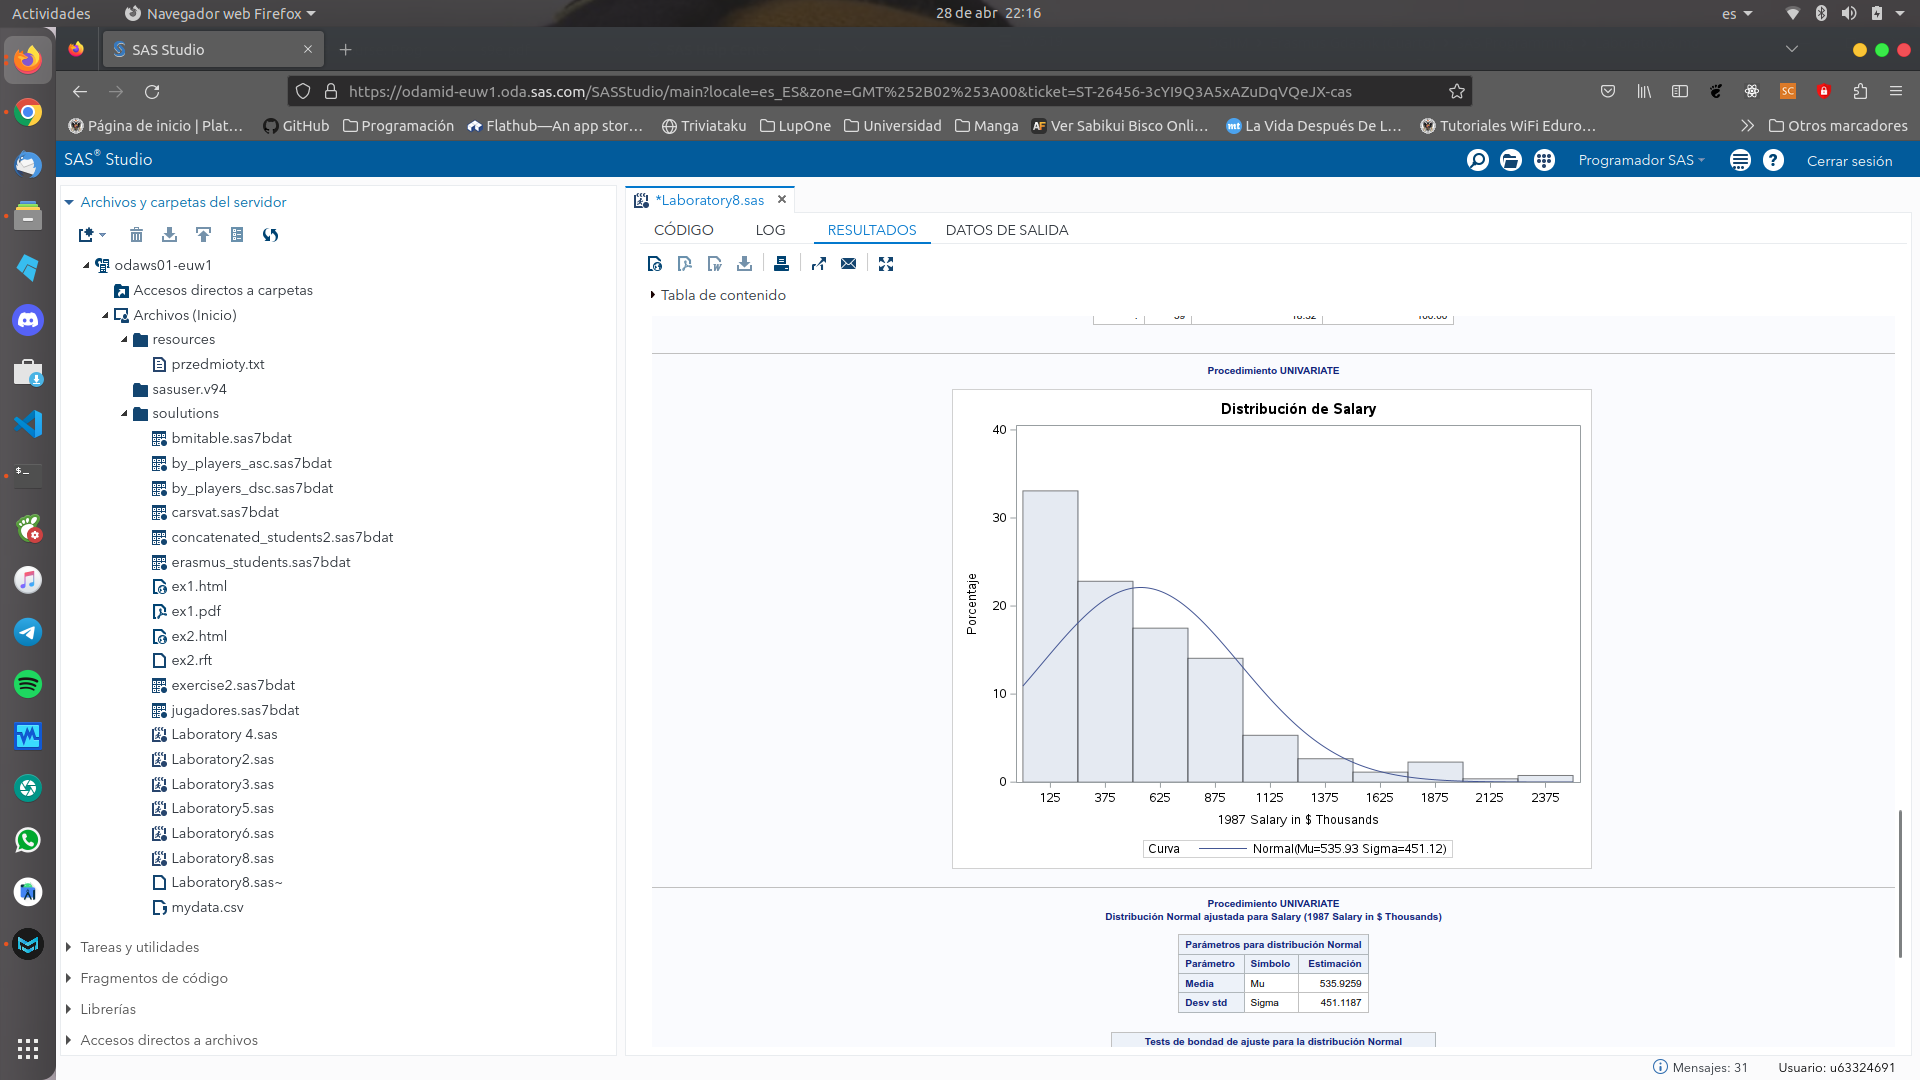 Actividades
Navegador web Firefox
28 de abr 22:16
es
SAS Studio
https://odamid-euw1.oda.sas.com/SASStudio/main?locale=es_ES&zone=GMT%252B02%253A00&ticket=ST-26456-3cYI9Q3A5xAZuDqVQeJX-cas
Página de inicio | Plat…
GitHub
Programación
Flathub—An app stor…
Triviataku
LupOne
Universidad
Manga
Ver Sabikui Bisco Onli…
La Vida Después De L…
Tutoriales WiFi Eduro…
Otros marcadores
SAS® Studio
Programador SAS
Cerrar sesión
Archivos y carpetas del servidor
odaws01-euw1
Accesos directos a carpetas
Archivos (Inicio)
resources
przedmioty.txt
sasuser.v94
soulutions
bmitable.sas7bdat
by_players_asc.sas7bdat
by_players_dsc.sas7bdat
carsvat.sas7bdat
concatenated_students2.sas7bdat
erasmus_students.sas7bdat
ex1.html
ex1.pdf
ex2.html
ex2.rft
exercise2.sas7bdat
jugadores.sas7bdat
Laboratory 4.sas
Laboratory2.sas
Laboratory3.sas
Laboratory5.sas
Laboratory6.sas
Laboratory8.sas
Laboratory8.sas~
mydata.csv
Tareas y utilidades
Fragmentos de código
Librerías
Accesos directos a archivos
*Laboratory8.sas
CÓDIGO LOG RESULTADOS DATOS DE SALIDA
Tabla de contenido
Procedimiento UNIVARIATE
Distribución de Salary
40
30
20
10
0
Porcentaje
125 375 625 875 1125 1375 1625 1875 2125 2375
1987 Salary in $ Thousands
Curva Normal(Mu=535.93 Sigma=451.12)
Procedimiento UNIVARIATE
Distribución Normal ajustada para Salary (1987 Salary in $ Thousands)
Parámetros para distribución Normal
Parámetro Símbolo Estimación
Media Mu 535.9259
Desv std Sigma 451.1187
Tests de bondad de ajuste para la distribución Normal
Mensajes: 31
Usuario: u63324691